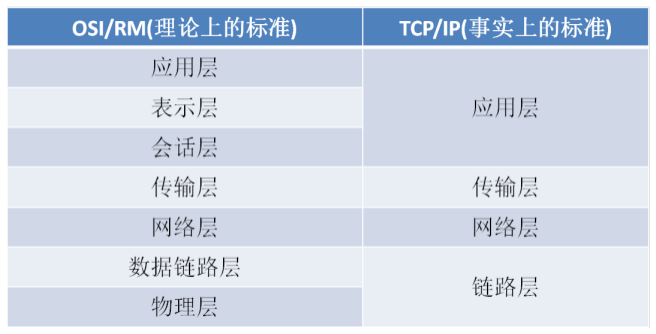 OSI/RM(理论上的标准) TCP/IP(事实上的标准)
应用层
表示层
会话层
应用层
传输层 传输层
网络层 网络层
数据链路层
物理层
链路层